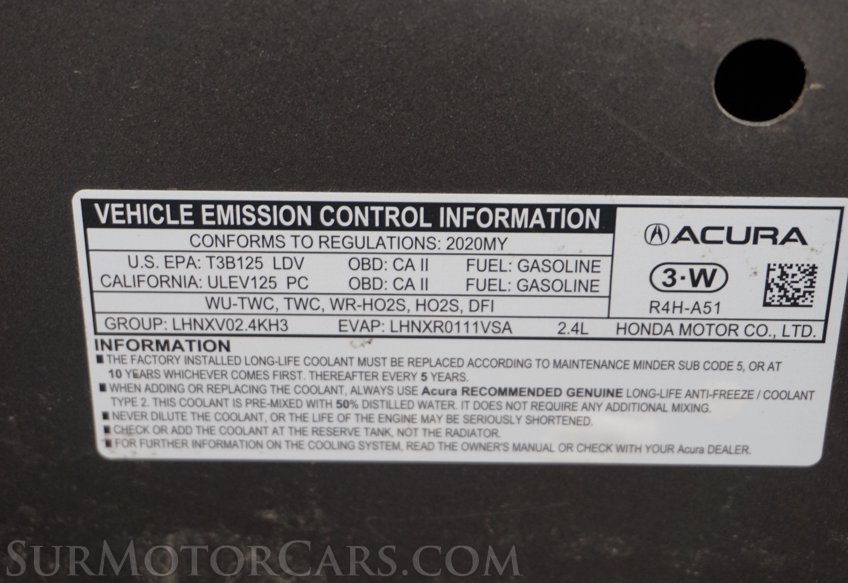 VEHICLE EMISSION CONTROL INFORMATION
CONFORMS TO REGULATIONS: 2020MY
U.S. EPA: T3B125 LDV OBD: CA II FUEL: GASOLINE
CALIFORNIA: ULEV125 PC OBD: CA II FUEL: GASOLINE
WU-TWC, TWC, WR-HO2S, HO2S, DFI
GROUP: LHNXV02.4KH3 EVAP: LHNXR0111VSA 2.4L
ACURA
3·W
R4H-A51
HONDA MOTOR CO., LTD.
INFORMATION
■ THE FACTORY INSTALLED LONG-LIFE COOLANT MUST BE REPLACED ACCORDING TO MAINTENANCE MINDER SUB CODE 5, OR AT
10 YEARS WHICHEVER COMES FIRST. THEREAFTER EVERY 5 YEARS.
■ WHEN ADDING OR REPLACING THE COOLANT, ALWAYS USE Acura RECOMMENDED GENUINE LONG-LIFE ANTI-FREEZE / COOLANT
TYPE 2. THIS COOLANT IS PRE-MIXED WITH 50% DISTILLED WATER. IT DOES NOT REQUIRE ANY ADDITIONAL MIXING.
■ NEVER DILUTE THE COOLANT, OR THE LIFE OF THE ENGINE MAY BE SERIOUSLY SHORTENED.
■ CHECK OR ADD THE COOLANT AT THE RESERVE TANK, NOT THE RADIATOR.
■ FOR FURTHER INFORMATION ON THE COOLING SYSTEM, READ THE OWNER'S MANUAL OR CHECK WITH YOUR Acura DEALER.
SURMOTORCARS.COM